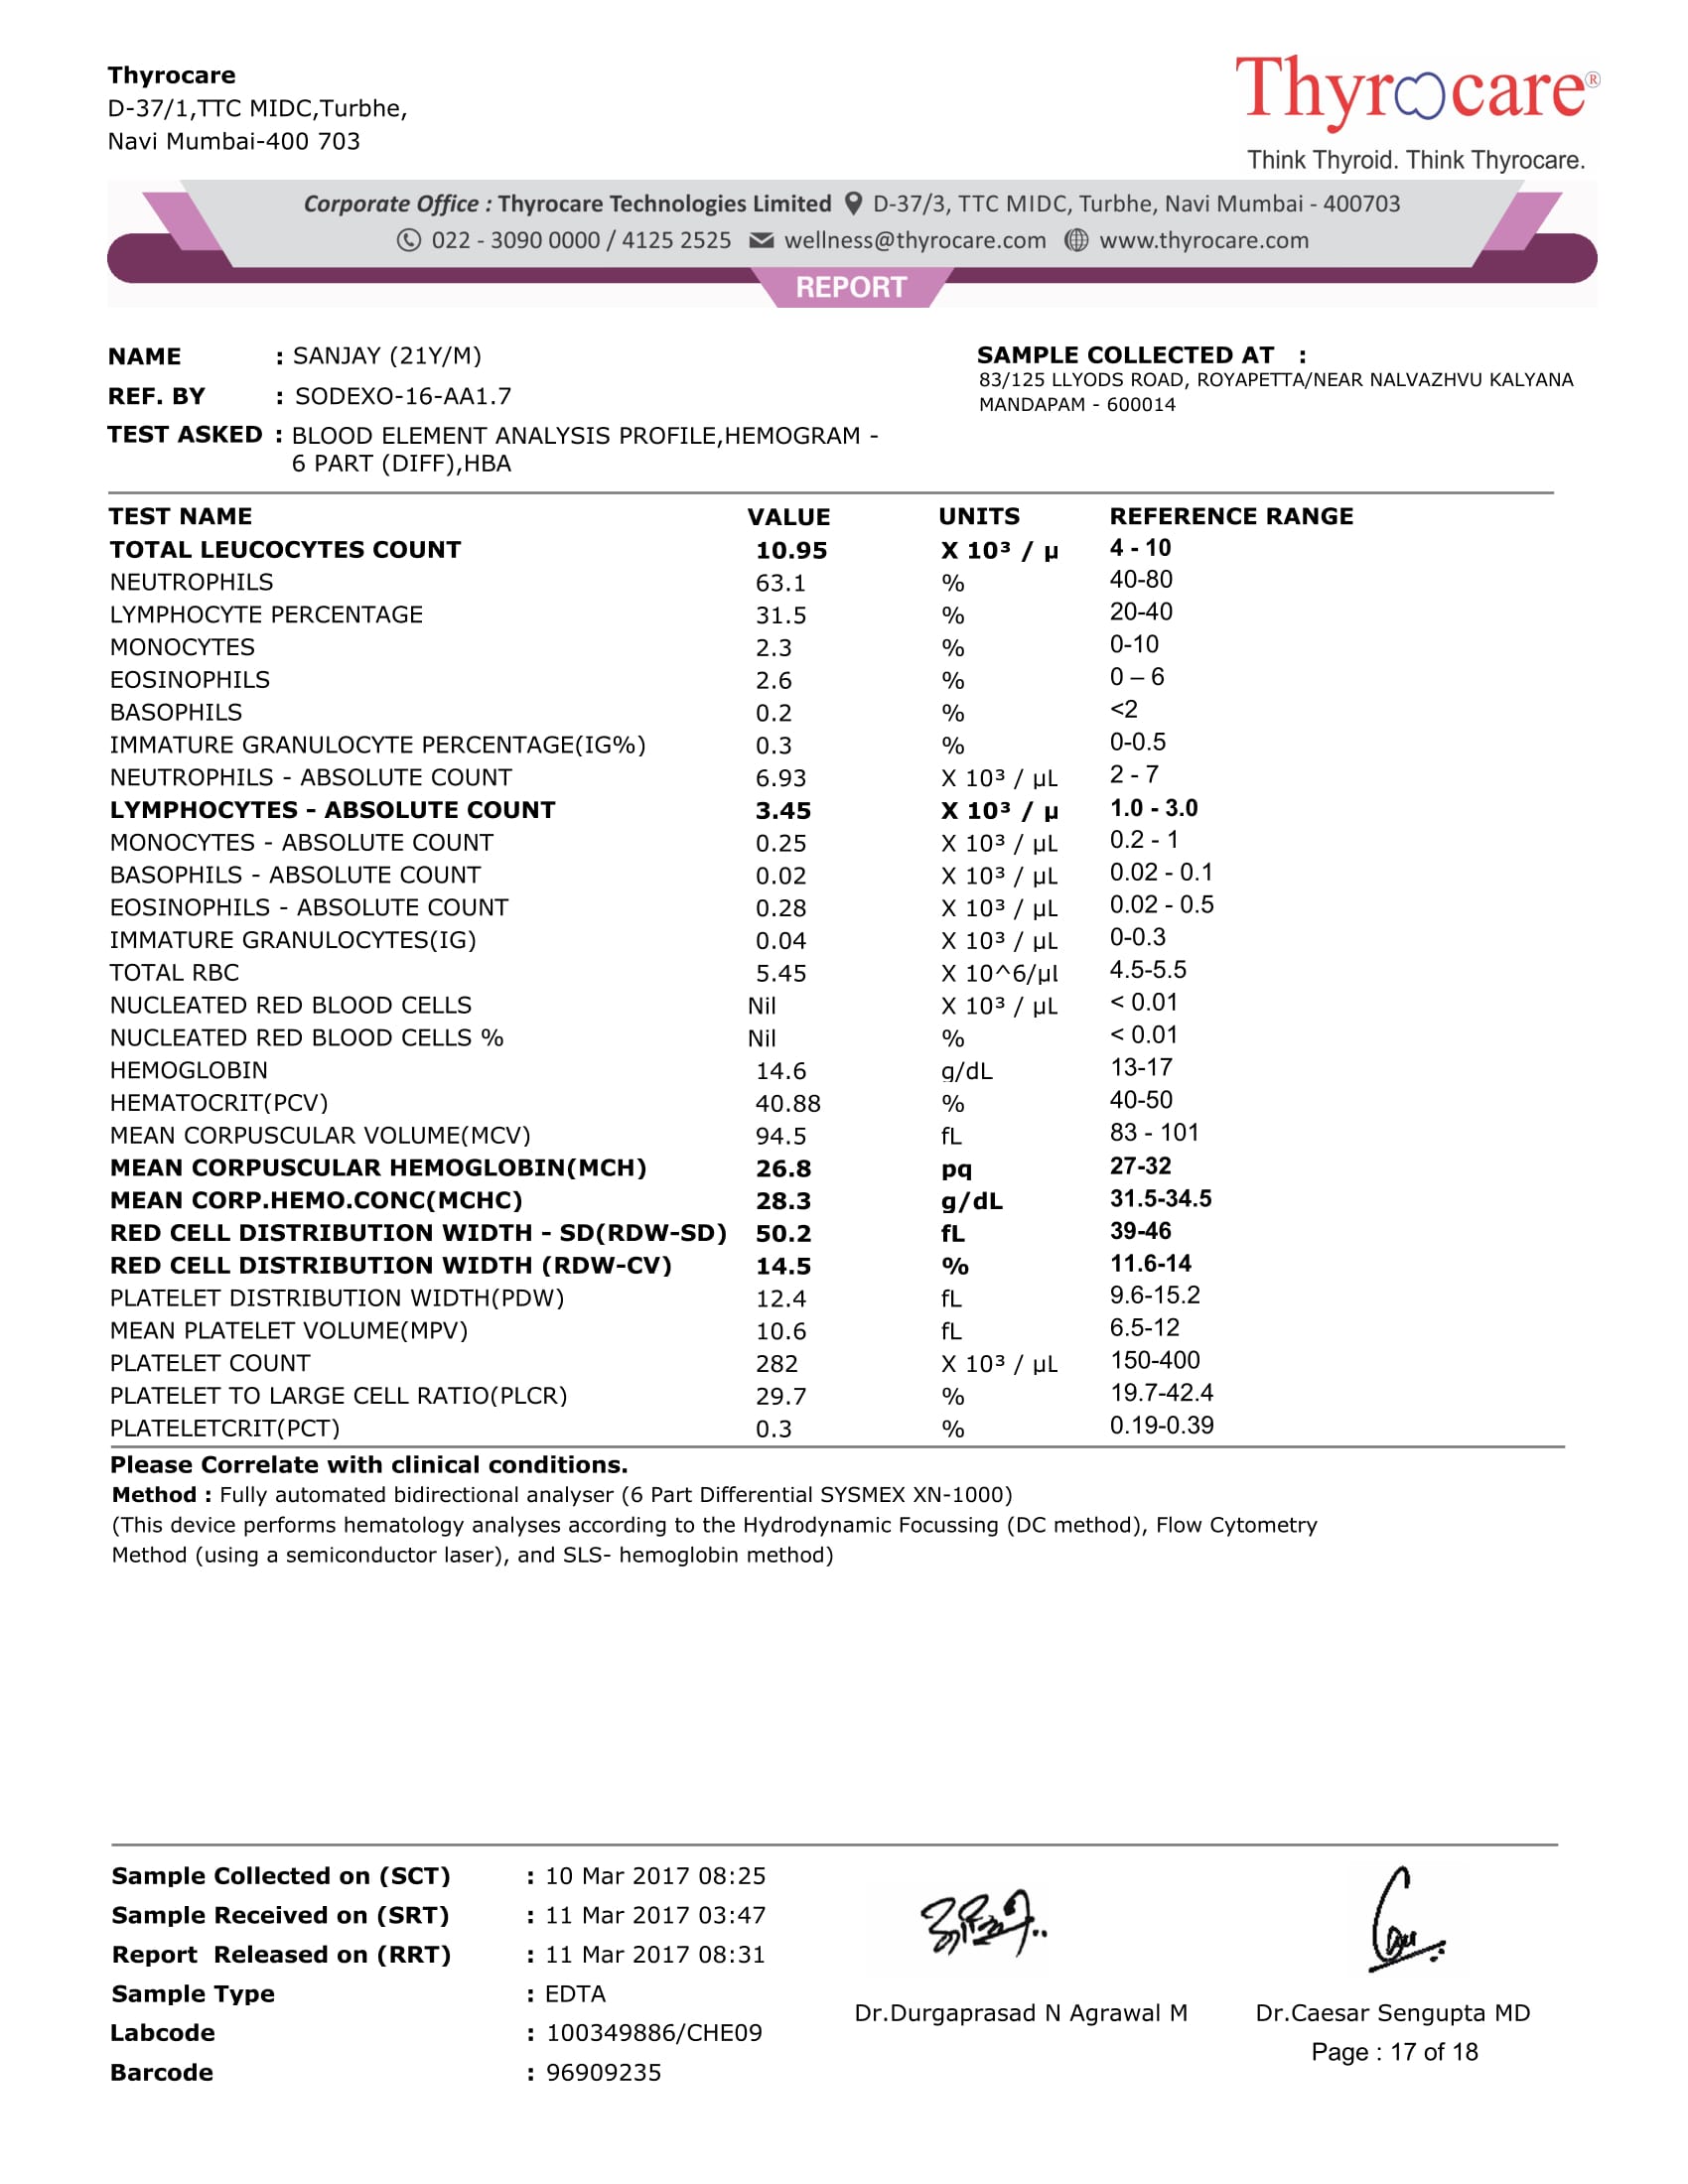 Thyrocare
D-37/1,TTC MIDC,Turbhe,
Navi Mumbai-400 703
Thyrocare®
Think Thyroid. Think Thyrocare.
Corporate Office : Thyrocare Technologies Limited D-37/3, TTC MIDC, Turbhe, Navi Mumbai - 400703
022 - 3090 0000 / 4125 2525 wellness@thyrocare.com www.thyrocare.com
REPORT
NAME : SANJAY (21Y/M)
REF. BY : SODEXO-16-AA1.7
TEST ASKED : BLOOD ELEMENT ANALYSIS PROFILE,HEMOGRAM -
6 PART (DIFF),HBA
SAMPLE COLLECTED AT :
83/125 LLYODS ROAD, ROYAPETTA/NEAR NALVAZHVU KALYANA
MANDAPAM - 600014
TEST NAME VALUE UNITS REFERENCE RANGE
TOTAL LEUCOCYTES COUNT 10.95 X 10³ / µ 4 - 10
NEUTROPHILS 63.1 % 40-80
LYMPHOCYTE PERCENTAGE 31.5 % 20-40
MONOCYTES 2.3 % 0-10
EOSINOPHILS 2.6 % 0 – 6
BASOPHILS 0.2 % <2
IMMATURE GRANULOCYTE PERCENTAGE(IG%) 0.3 % 0-0.5
NEUTROPHILS - ABSOLUTE COUNT 6.93 X 10³ / µL 2 - 7
LYMPHOCYTES - ABSOLUTE COUNT 3.45 X 10³ / µ 1.0 - 3.0
MONOCYTES - ABSOLUTE COUNT 0.25 X 10³ / µL 0.2 - 1
BASOPHILS - ABSOLUTE COUNT 0.02 X 10³ / µL 0.02 - 0.1
EOSINOPHILS - ABSOLUTE COUNT 0.28 X 10³ / µL 0.02 - 0.5
IMMATURE GRANULOCYTES(IG) 0.04 X 10³ / µL 0-0.3
TOTAL RBC 5.45 X 10^6/µl 4.5-5.5
NUCLEATED RED BLOOD CELLS Nil X 10³ / µL < 0.01
NUCLEATED RED BLOOD CELLS % Nil % < 0.01
HEMOGLOBIN 14.6 g/dL 13-17
HEMATOCRIT(PCV) 40.88 % 40-50
MEAN CORPUSCULAR VOLUME(MCV) 94.5 fL 83 - 101
MEAN CORPUSCULAR HEMOGLOBIN(MCH) 26.8 pq 27-32
MEAN CORP.HEMO.CONC(MCHC) 28.3 g/dL 31.5-34.5
RED CELL DISTRIBUTION WIDTH - SD(RDW-SD) 50.2 fL 39-46
RED CELL DISTRIBUTION WIDTH (RDW-CV) 14.5 % 11.6-14
PLATELET DISTRIBUTION WIDTH(PDW) 12.4 fL 9.6-15.2
MEAN PLATELET VOLUME(MPV) 10.6 fL 6.5-12
PLATELET COUNT 282 X 10³ / µL 150-400
PLATELET TO LARGE CELL RATIO(PLCR) 29.7 % 19.7-42.4
PLATELETCRIT(PCT) 0.3 % 0.19-0.39
Please Correlate with clinical conditions.
Method : Fully automated bidirectional analyser (6 Part Differential SYSMEX XN-1000)
(This device performs hematology analyses according to the Hydrodynamic Focussing (DC method), Flow Cytometry
Method (using a semiconductor laser), and SLS- hemoglobin method)
Sample Collected on (SCT) : 10 Mar 2017 08:25
Sample Received on (SRT) : 11 Mar 2017 03:47
Report Released on (RRT) : 11 Mar 2017 08:31
Sample Type : EDTA
Labcode : 100349886/CHE09
Barcode : 96909235
Dr.Durgaprasad N Agrawal M
Dr.Caesar Sengupta MD
Page : 17 of 18